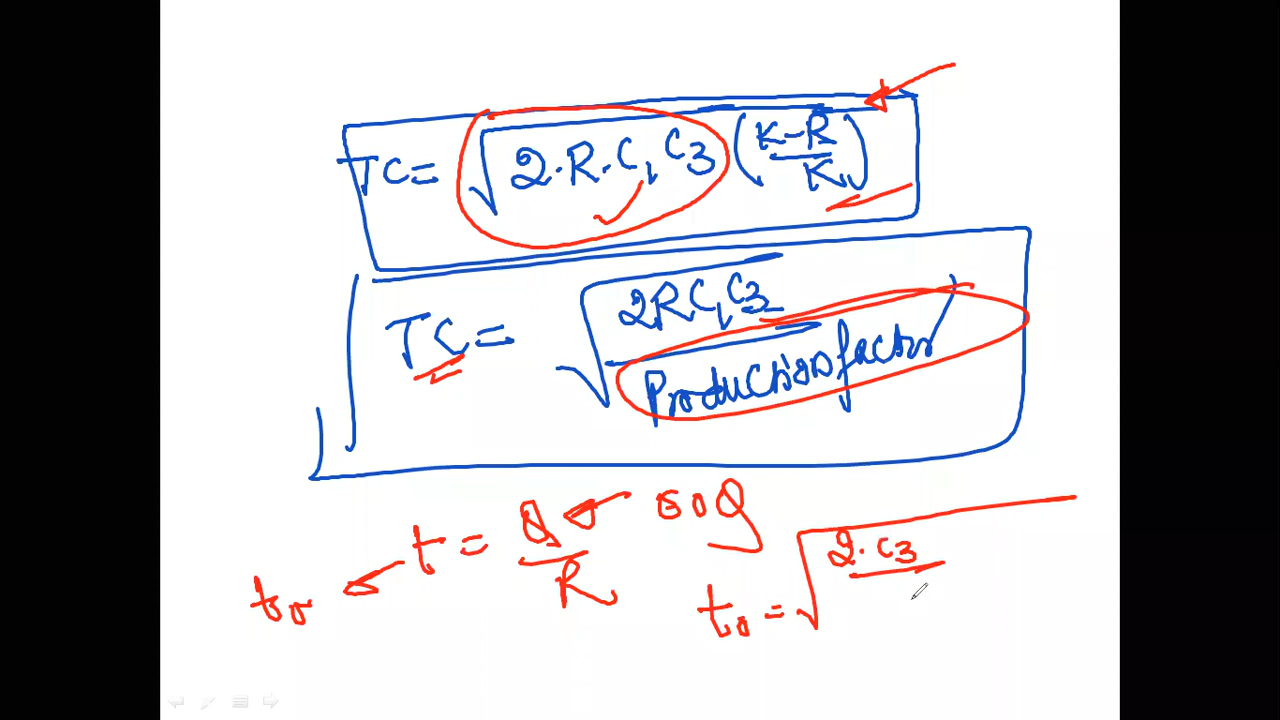 TC = √2·R·C₁C₃ (K-R/K)
TC = √2RC₁C₃/Production factor
t = Q/R ← EOQ
t₀ ←
t₀ = √2·C₃